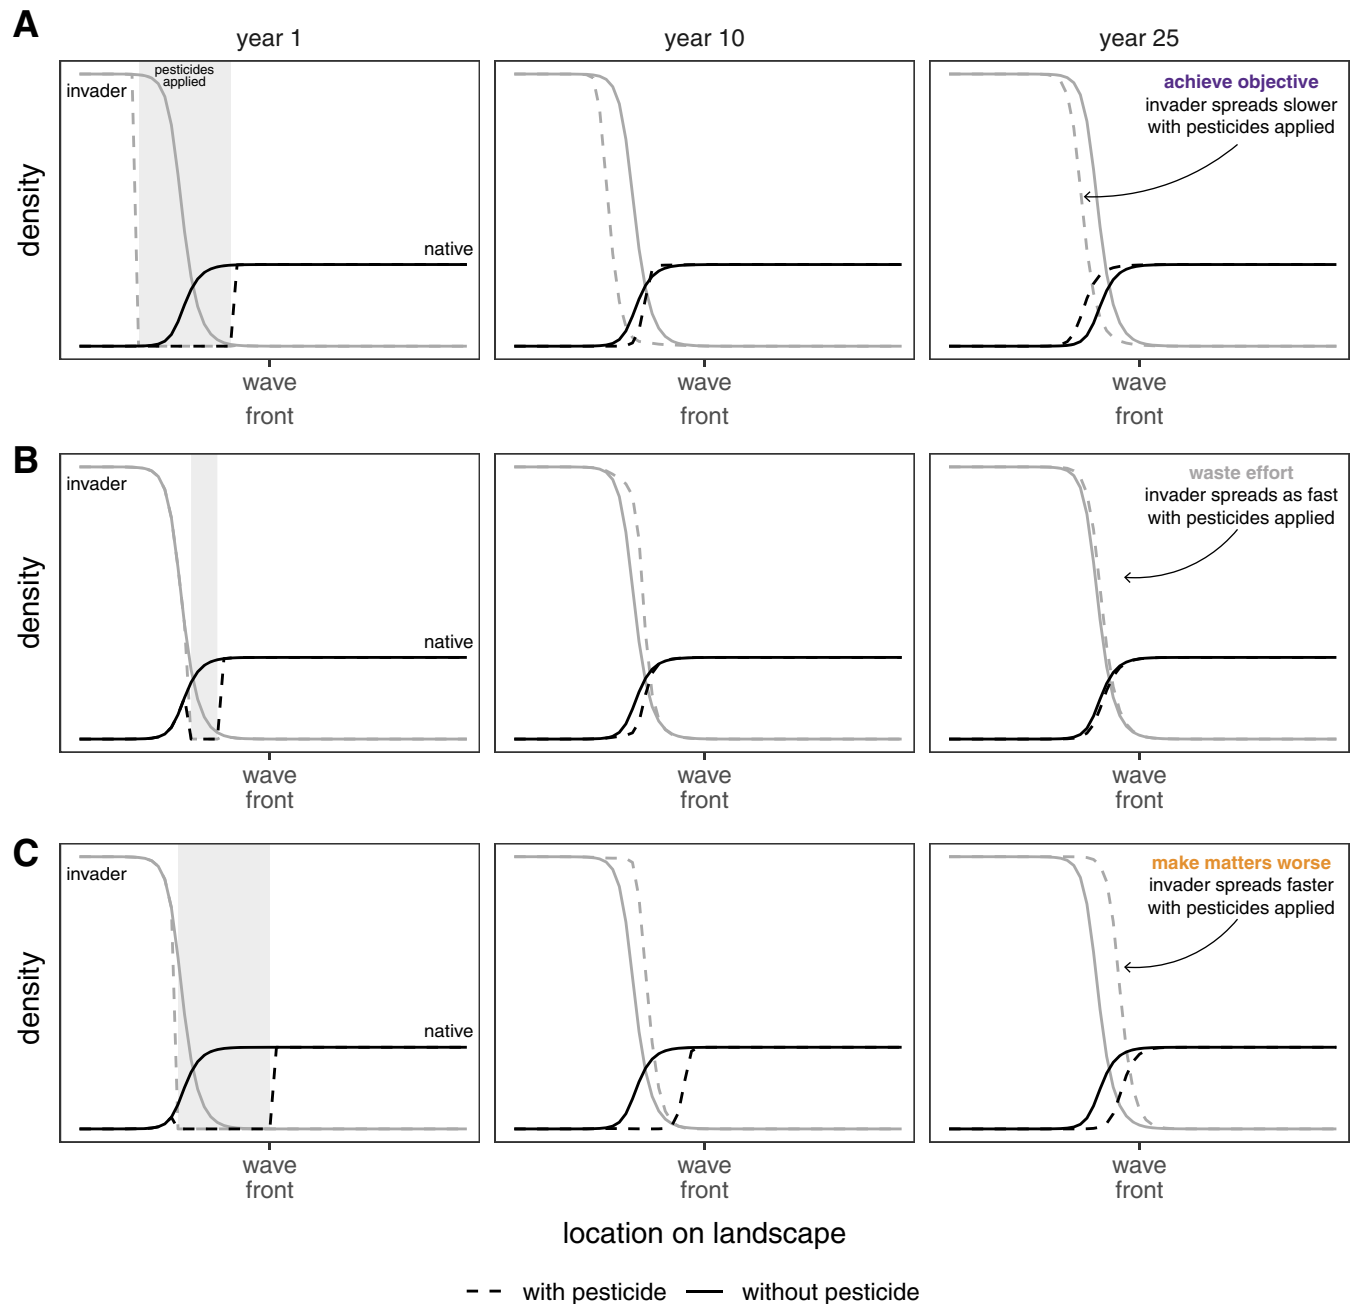 A
year 1
year 10
year 25
pesticides
applied
invader
native
achieve objective
invader spreads slower
with pesticides applied
density
wave
front
wave
front
wave
front
B
invader
native
waste effort
invader spreads as fast
with pesticides applied
density
wave
front
wave
front
wave
front
C
invader
native
make matters worse
invader spreads faster
with pesticides applied
density
wave
front
wave
front
wave
front
location on landscape
with pesticide
without pesticide